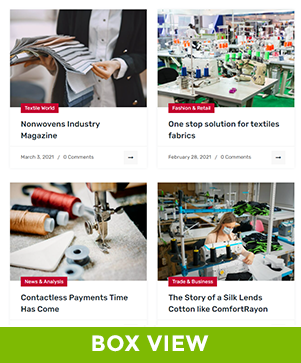 Textile World
Nonwovens Industry
Magazine
March 3, 2021 / 0 Comments
Fashion & Retail
One stop solution for textiles
fabrics
February 28, 2021 / 0 Comments
News & Analysis
Contactless Payments Time
Has Come
Trade & Business
The Story of a Silk Lends
Cotton like ComfortRayon
BOX VIEW